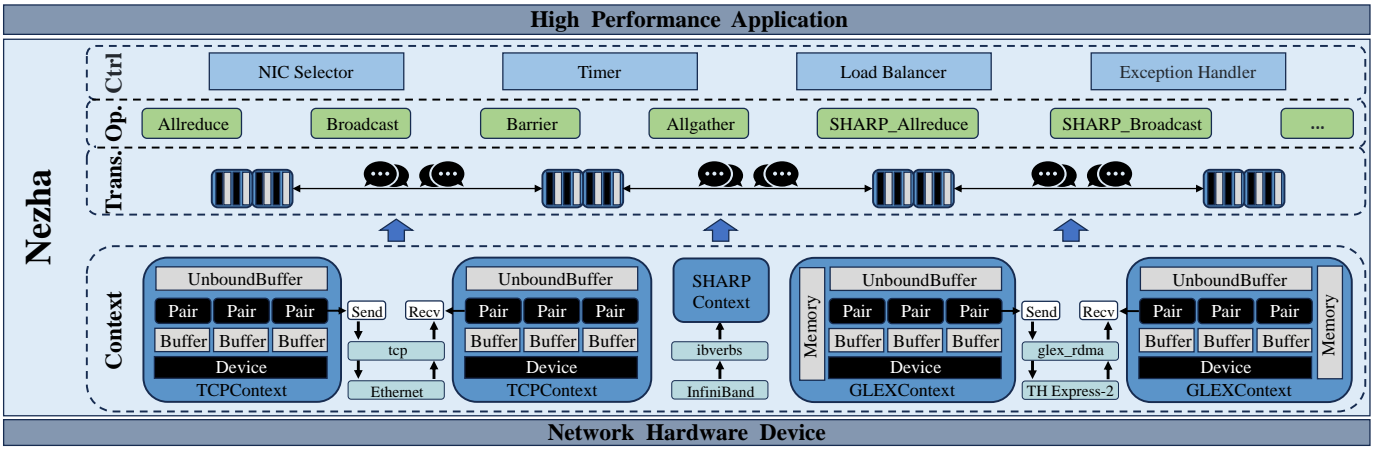 High Performance Application
Nezha
Ctrl
NIC Selector
Timer
Load Balancer
Exception Handler
Op.
Allreduce
Broadcast
Barrier
Allgather
SHARP_Allreduce
SHARP_Broadcast
...
Trans.
Context
UnboundBuffer
Pair Pair Pair
Buffer Buffer Buffer
Device
TCPContext
Send
Recv
tcp
Ethernet
UnboundBuffer
Pair Pair Pair
Buffer Buffer Buffer
Device
TCPContext
SHARP
Context
ibverbs
InfiniBand
Memory
UnboundBuffer
Pair Pair Pair
Buffer Buffer Buffer
Device
GLEXContext
Send
Recv
glex_rdma
TH Express-2
UnboundBuffer
Pair Pair Pair
Buffer Buffer Buffer
Device
Memory
GLEXContext
Network Hardware Device